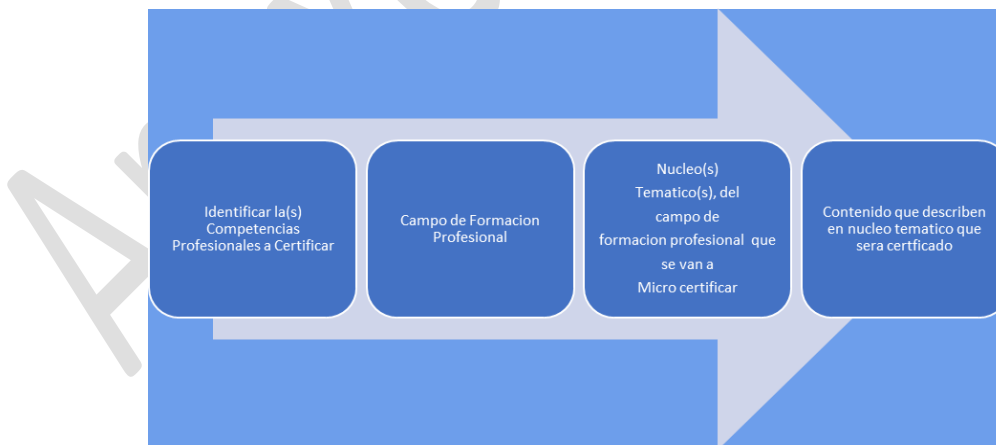 Identificar la(s)
Competencias
Profesionales a Certificar
Campo de Formacion
Profesional
Nucleo(s)
Tematico(s), del
campo de
formacion profesional que
se van a
Micro certificar
Contenido que describen
en nucleo tematico que
sera certficado